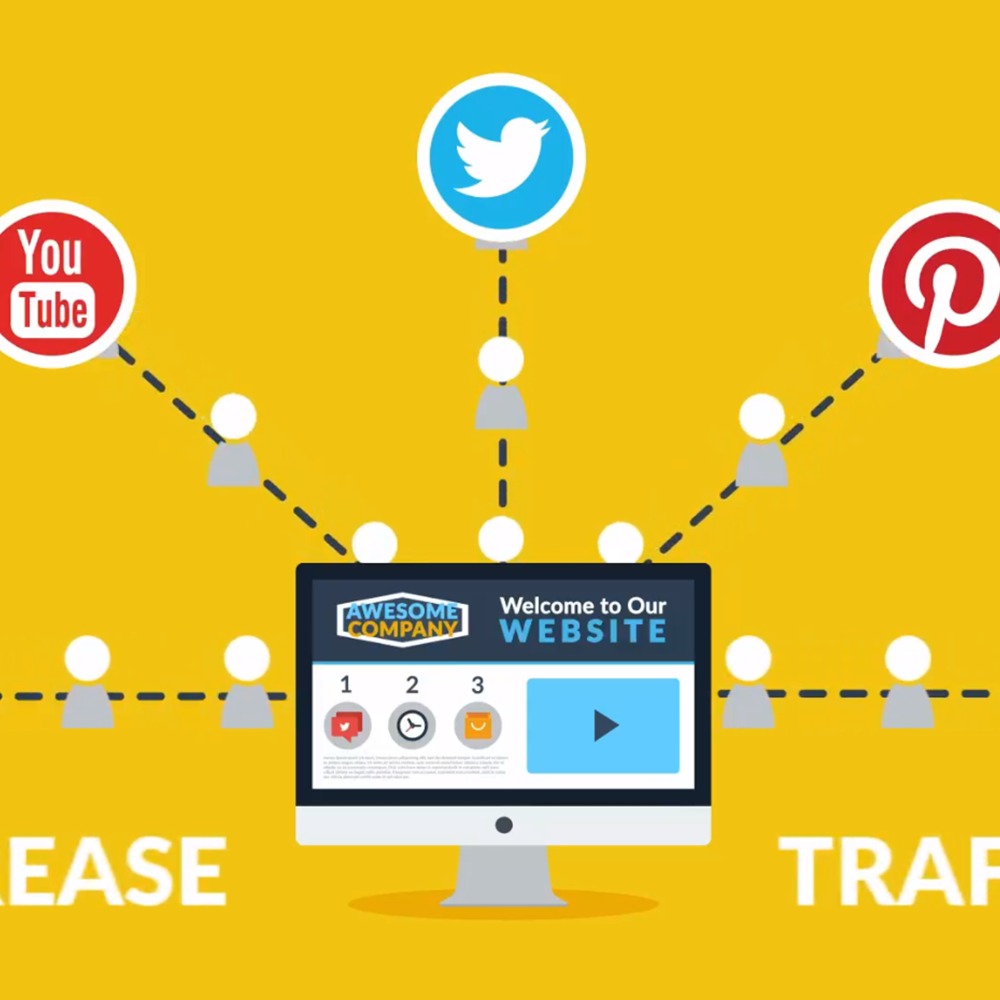 You
Tube
AWESOME
COMPANY
Welcome to Our
WEBSITE
1 2 3
REASE TRAF